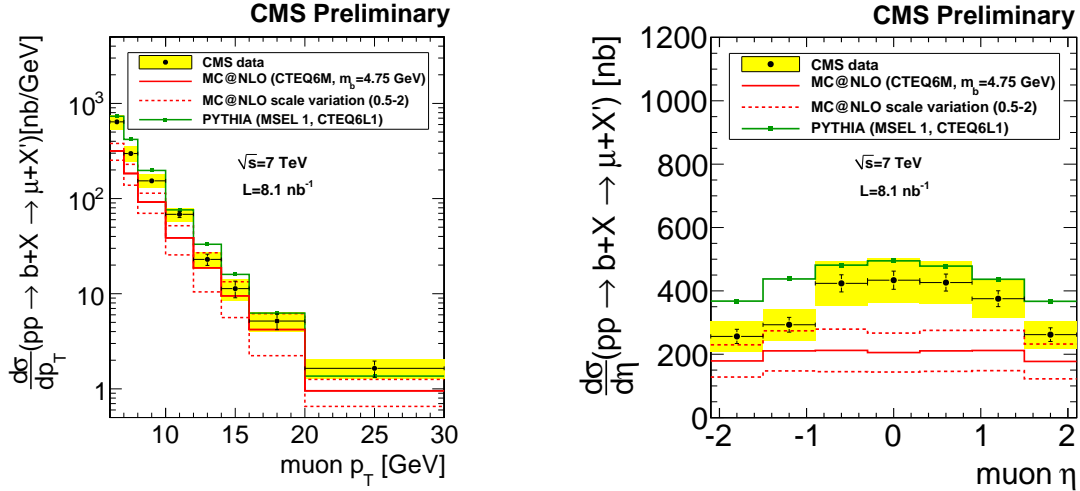 CMS Preliminary
CMS data
MC@NLO (CTEQ6M, m_b=4.75 GeV)
MC@NLO scale variation (0.5-2)
PYTHIA (MSEL 1, CTEQ6L1)
√s=7 TeV
L=8.1 nb⁻¹
dσ/dp_T (pp → b+X → μ+X')[nb/GeV]
10³
10²
10
1
10 15 20 25 30
muon p_T [GeV]
CMS Preliminary
CMS data
MC@NLO (CTEQ6M, m_b=4.75 GeV)
MC@NLO scale variation (0.5-2)
PYTHIA (MSEL 1, CTEQ6L1)
√s=7 TeV
L=8.1 nb⁻¹
dσ/dη (pp → b+X → μ+X') [nb]
1200
1000
800
600
400
200
0
-2 -1 0 1 2
muon η